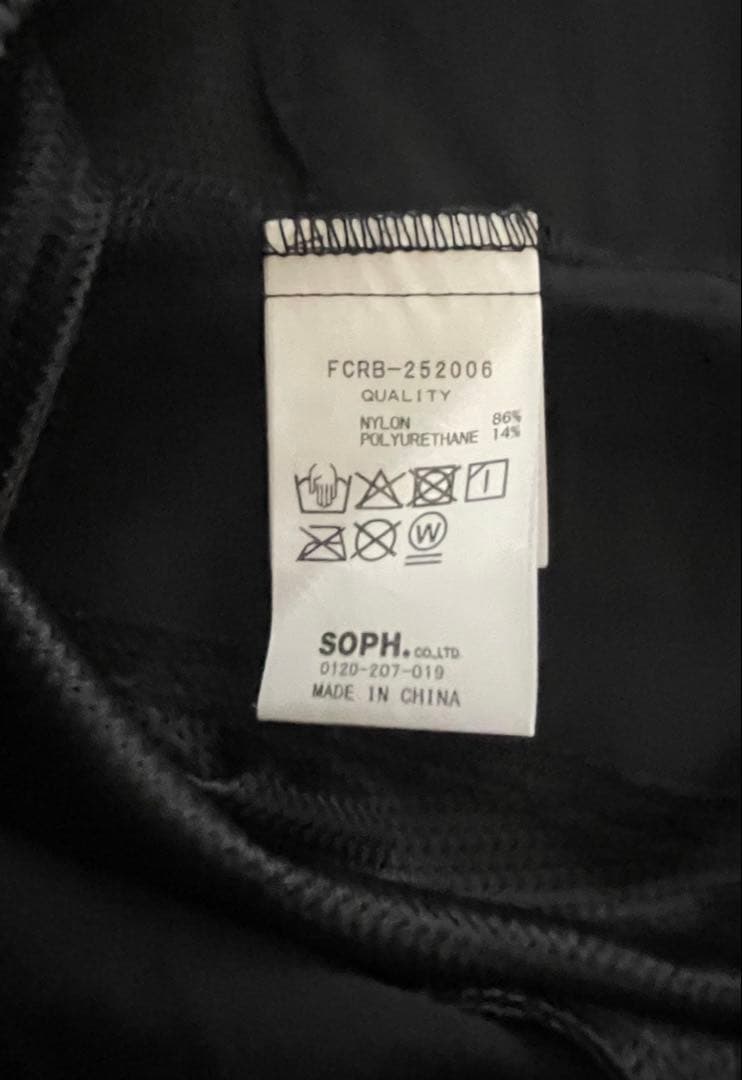 FCRB-252006
QUALITY
NYLON 86%
POLYURETHANE 14%
W
SOPH. CO.,LTD.
0120-207-019
MADE IN CHINA